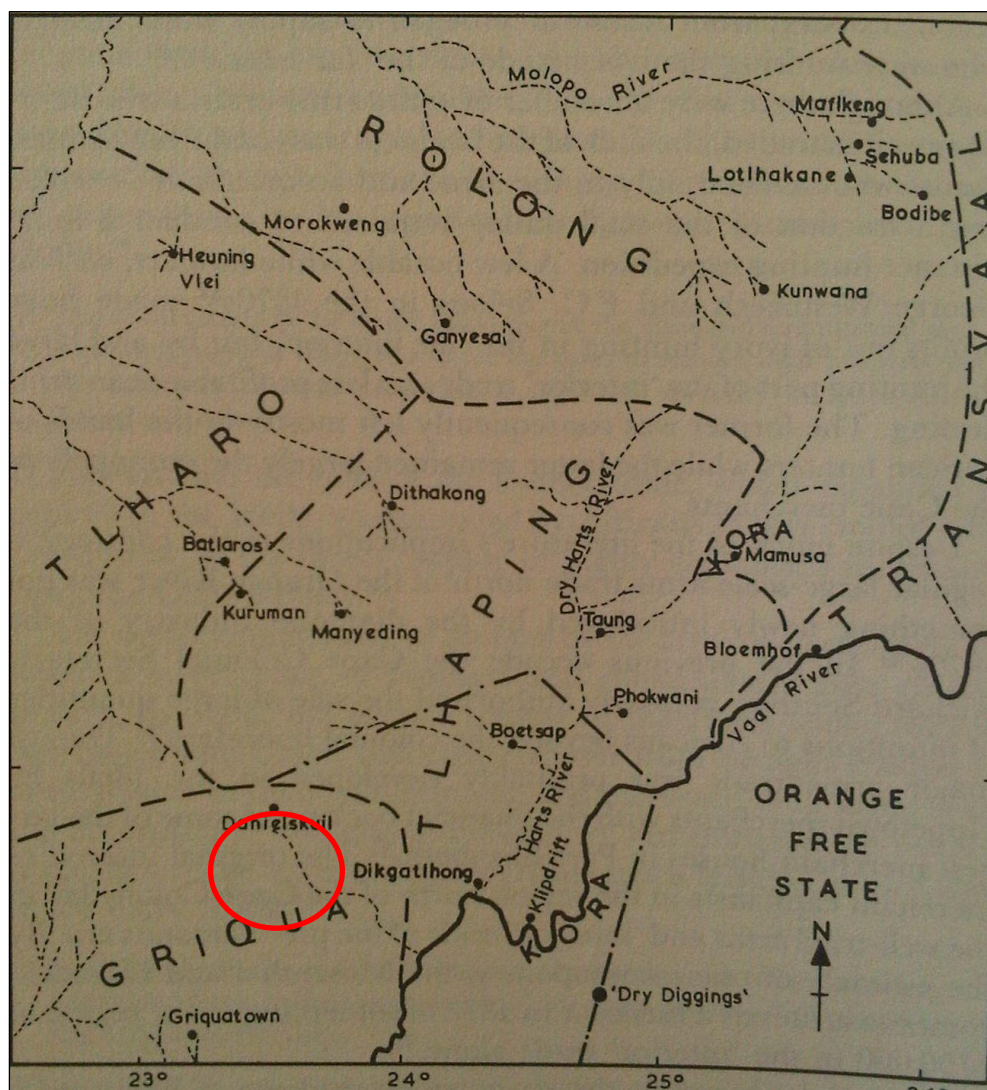 Molopo River
Mafikeng
Sehuba
Lotlhakane
Bodibe
ROLONG
Morokweng
Heuning
Vlei
Kunwana
Ganyesa
TRANSVAAL
TLHARO
Dithakong
TLHAPING
Dry Harts River
KORA
Mamusa
Batlaros
Kuruman
Manyeding
Taung
Bloemhof
Vaal River
Phokwani
Boetsap
Harts River
Danielskuil
ORANGE
FREE
STATE
Dikgatlhong
Klipdrift
KORA
GRIQUA
N
'Dry Diggings'
Griquatown
23° 24° 25°